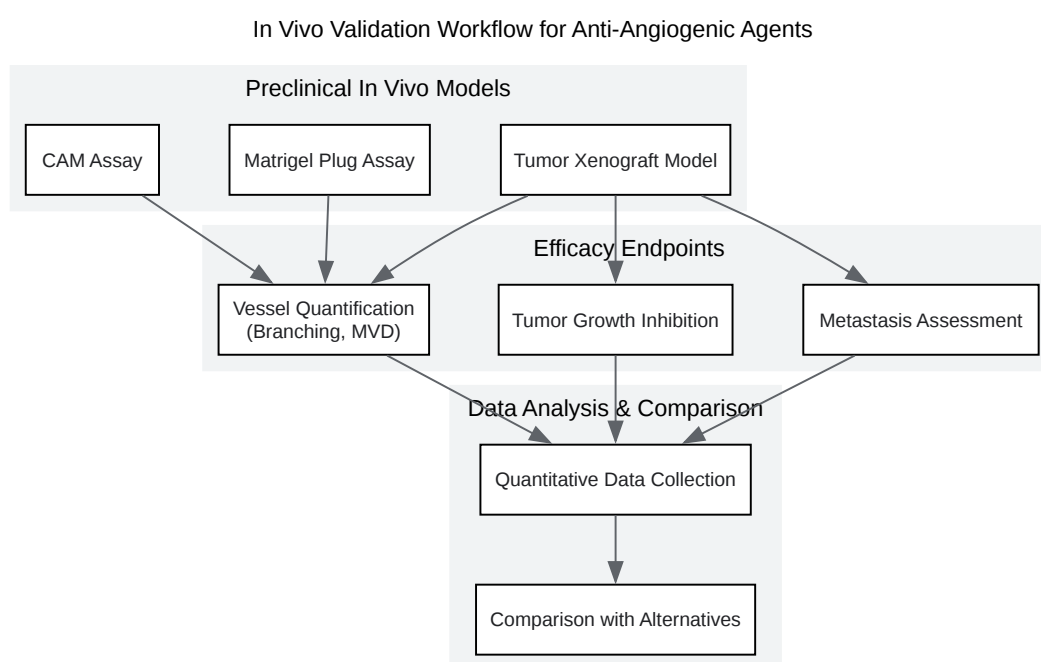 In Vivo Validation Workflow for Anti-Angiogenic Agents
Preclinical In Vivo Models
CAM Assay
Matrigel Plug Assay
Tumor Xenograft Model
Efficacy Endpoints
Vessel Quantification
(Branching, MVD)
Tumor Growth Inhibition
Metastasis Assessment
Data Analysis & Comparison
Quantitative Data Collection
Comparison with Alternatives